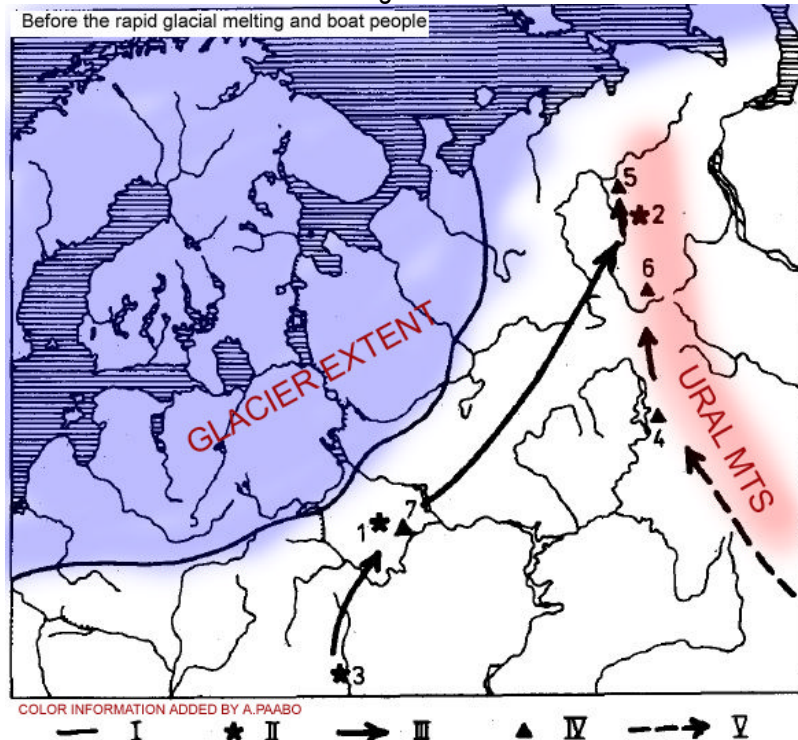 Before the rapid glacial melting and boat people
5
2
6
GLACIER EXTENT
URAL MTS
4
7
1
3
COLOR INFORMATION ADDED BY A.PAABO
I II III IV V